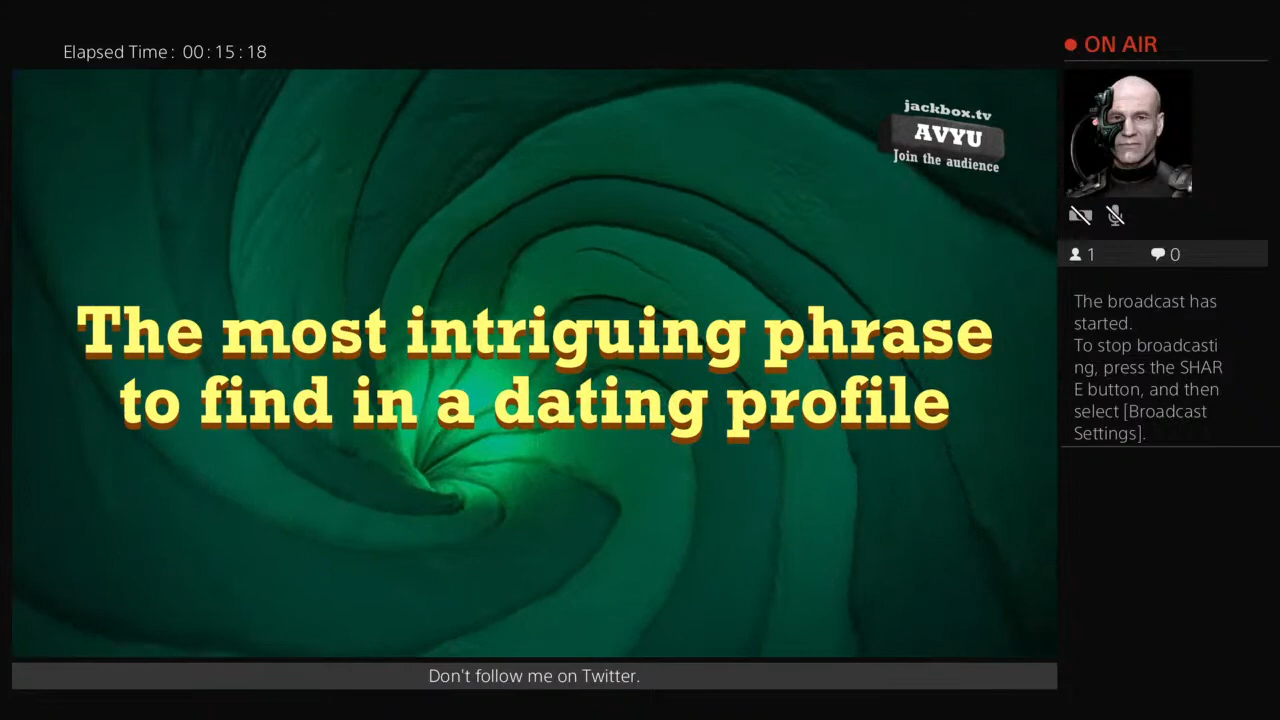 Elapsed Time: 00:15:18
ON AIR
jackbox.tv
AVYU
Join the audience
1
0
The broadcast has
started.
To stop broadcasti
ng, press the SHAR
E button, and then
select [Broadcast
Settings].
The most intriguing phrase
to find in a dating profile
Don't follow me on Twitter.